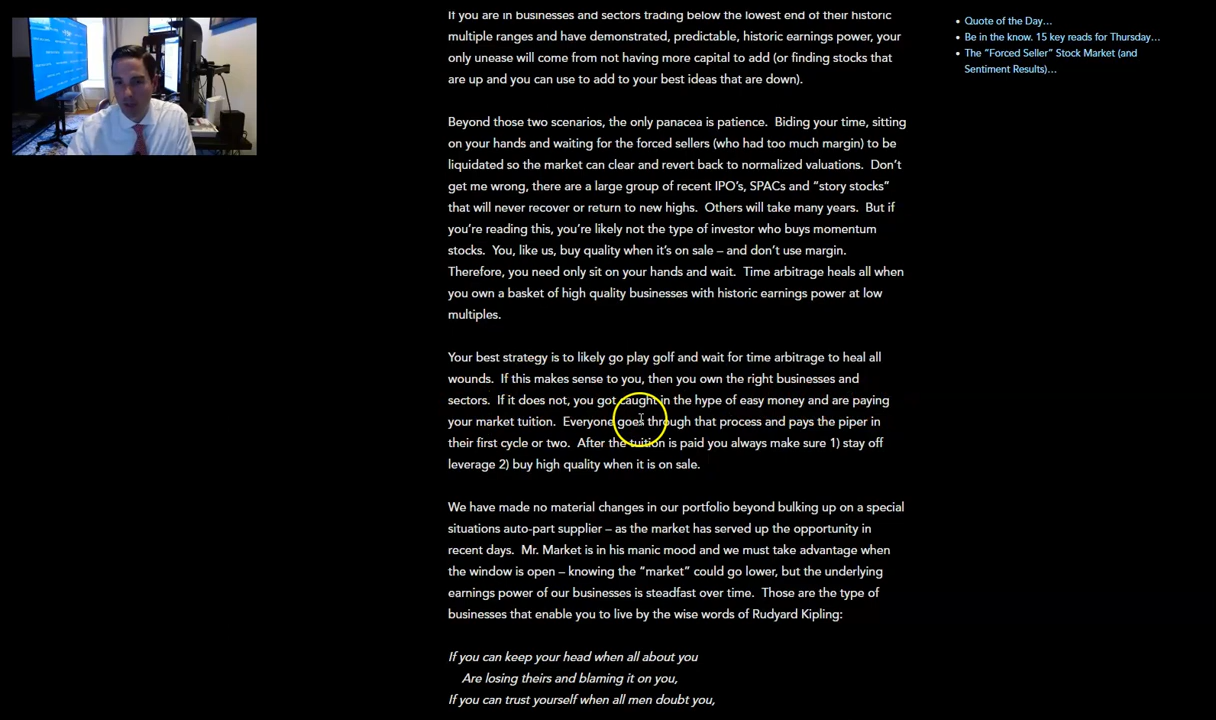 If you are in businesses and sectors trading below the lowest end of their historic
multiple ranges and have demonstrated, predictable, historic earnings power, your
only unease will come from not having more capital to add (or finding stocks that
are up and you can use to add to your best ideas that are down).
Beyond those two scenarios, the only panacea is patience.  Biding your time, sitting
on your hands and waiting for the forced sellers (who had too much margin) to be
liquidated so the market can clear and revert back to normalized valuations.  Don’t
get me wrong, there are a large group of recent IPO’s, SPACs and “story stocks”
that will never recover or return to new highs.  Others will take many years.  But if
you’re reading this, you’re likely not the type of investor who buys momentum
stocks.  You, like us, buy quality when it’s on sale – and don’t use margin.
Therefore, you need only sit on your hands and wait.  Time arbitrage heals all when
you own a basket of high quality businesses with historic earnings power at low
multiples.
Your best strategy is to likely go play golf and wait for time arbitrage to heal all
wounds.  If this makes sense to you, then you own the right businesses and
sectors.  If it does not, you got caught in the hype of easy money and are paying
your market tuition.  Everyone goes through that process and pays the piper in
their first cycle or two.  After the tuition is paid you always make sure 1) stay off
leverage 2) buy high quality when it is on sale.
We have made no material changes in our portfolio beyond bulking up on a special
situations auto-part supplier – as the market has served up the opportunity in
recent days.  Mr. Market is in his manic mood and we must take advantage when
the window is open – knowing the “market” could go lower, but the underlying
earnings power of our businesses is steadfast over time.  Those are the type of
businesses that enable you to live by the wise words of Rudyard Kipling:
If you can keep your head when all about you
Are losing theirs and blaming it on you,
If you can trust yourself when all men doubt you,
Quote of the Day…
Be in the know. 15 key reads for Thursday…
The “Forced Seller” Stock Market (and
Sentiment Results)…